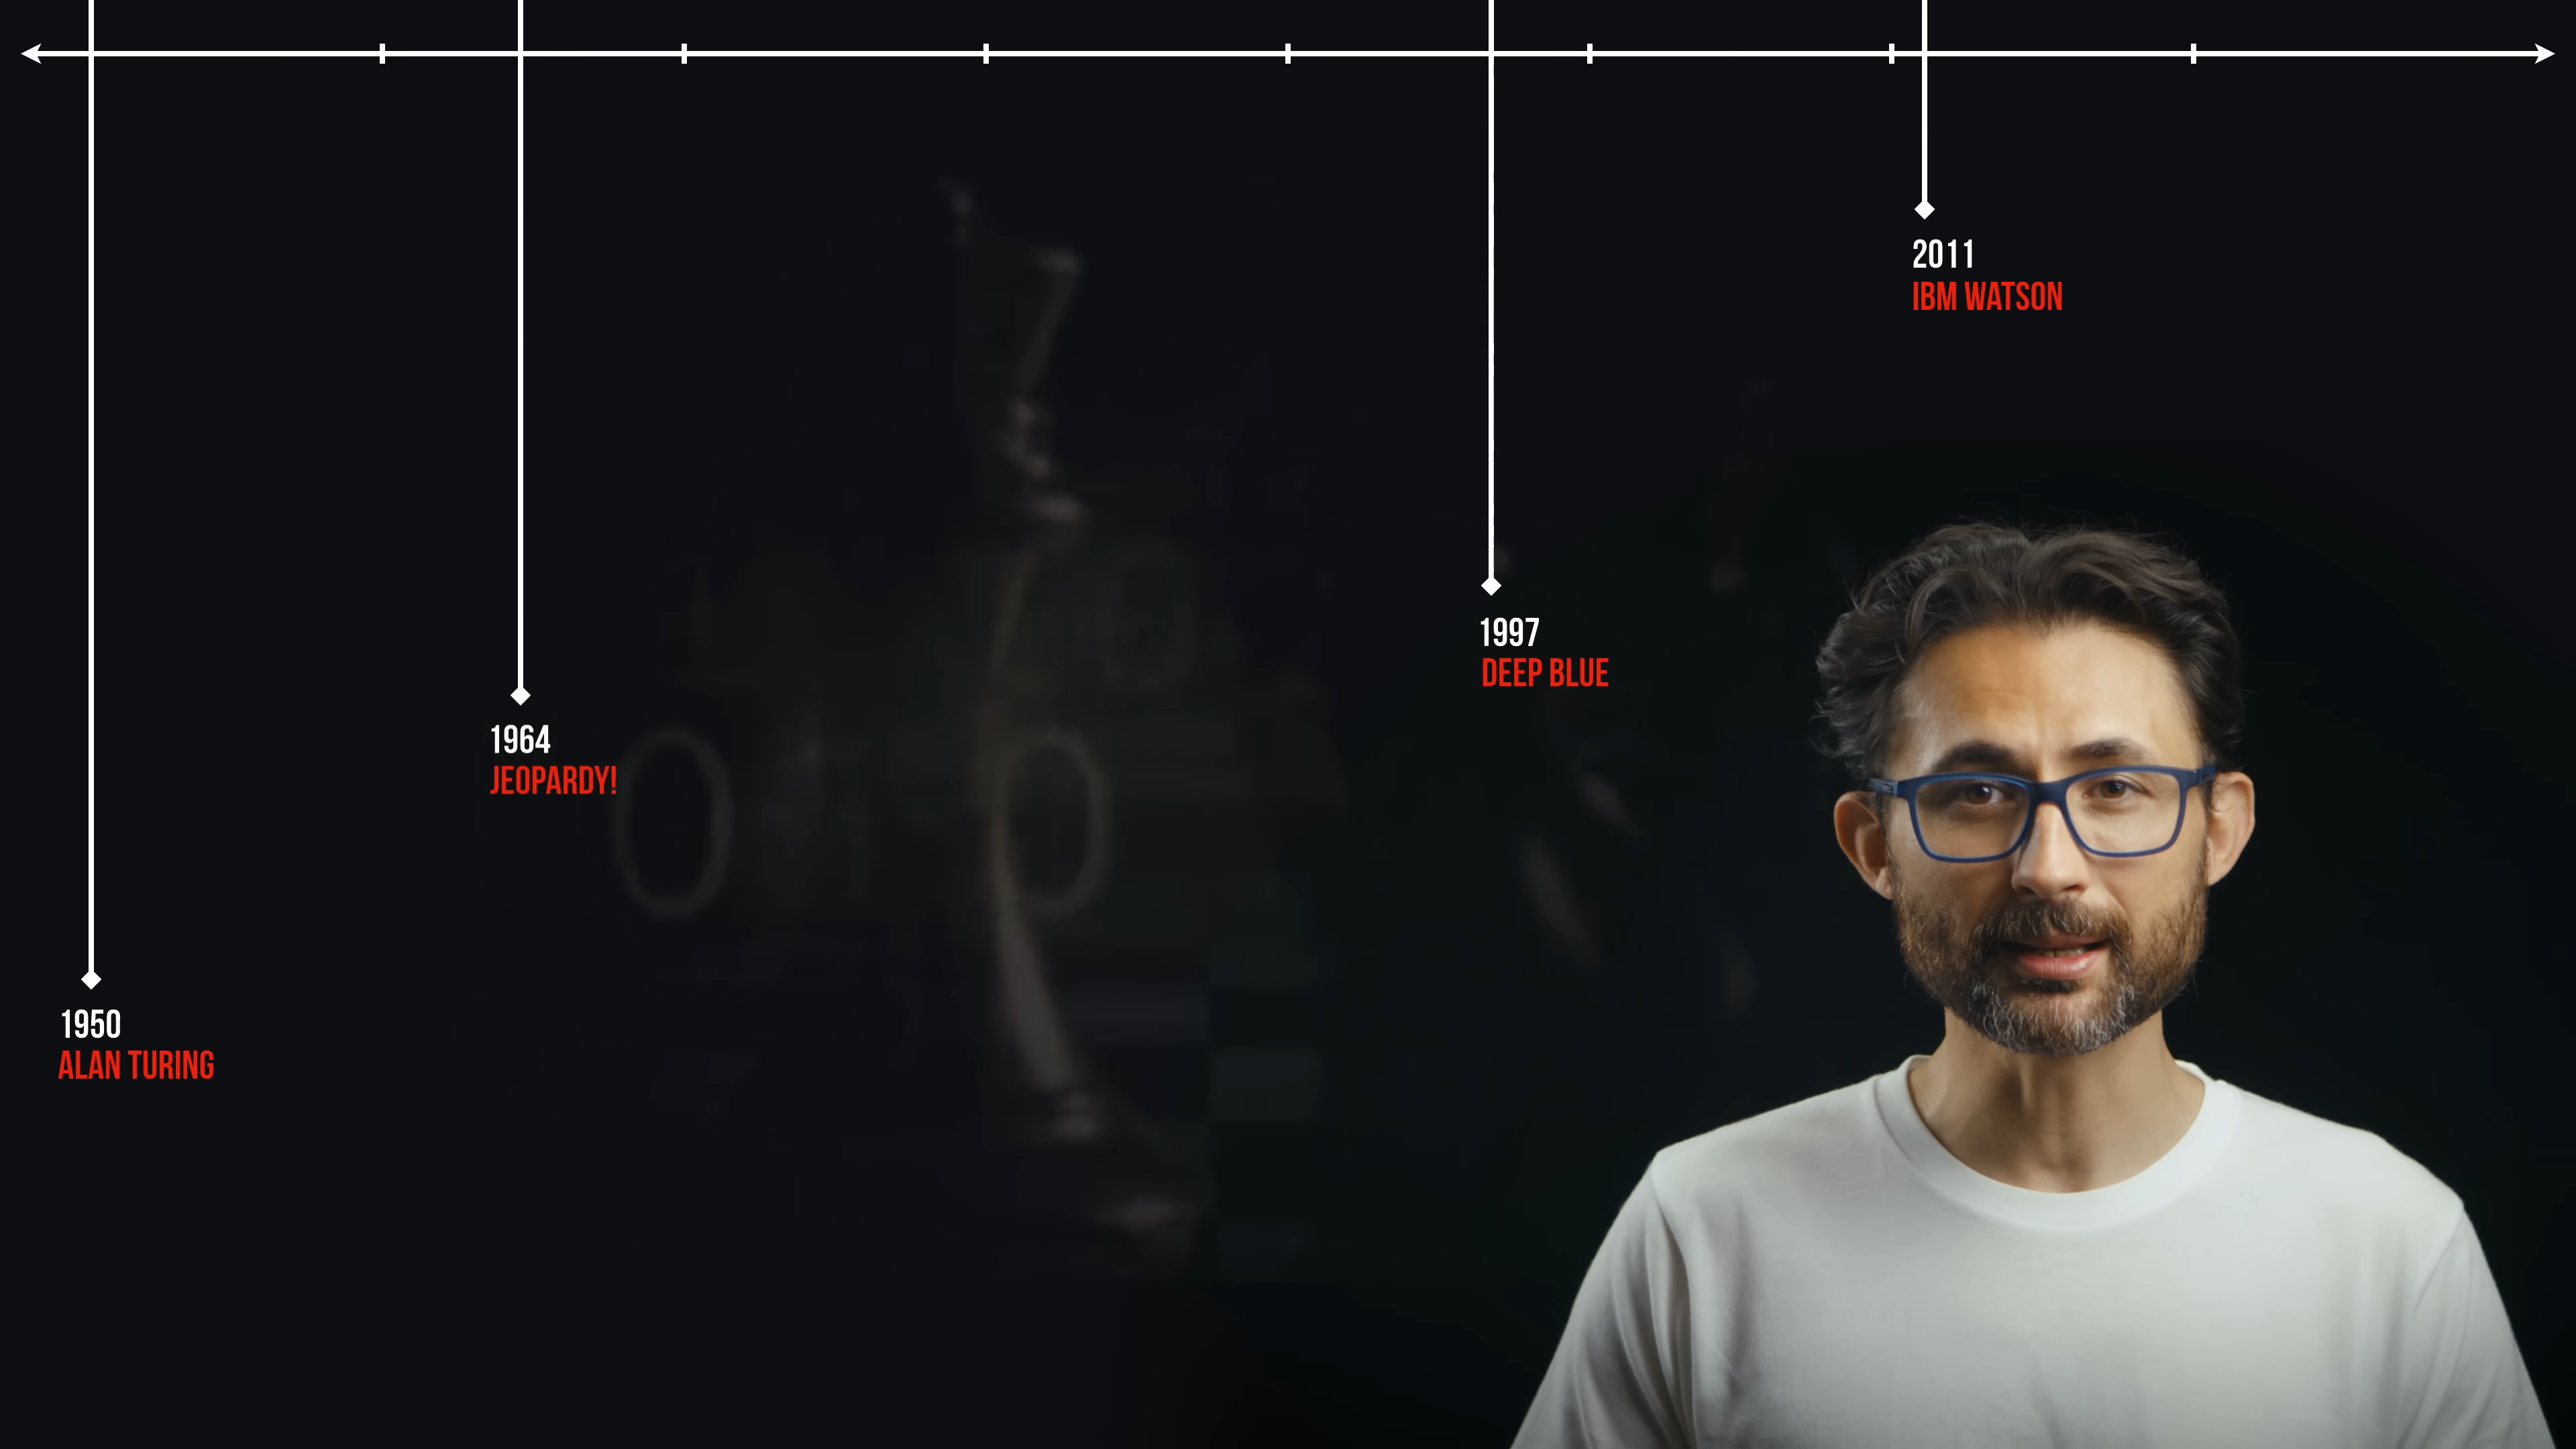 2011
IBM WATSON
1997
DEEP BLUE
1964
JEOPARDY!
1950
ALAN TURING